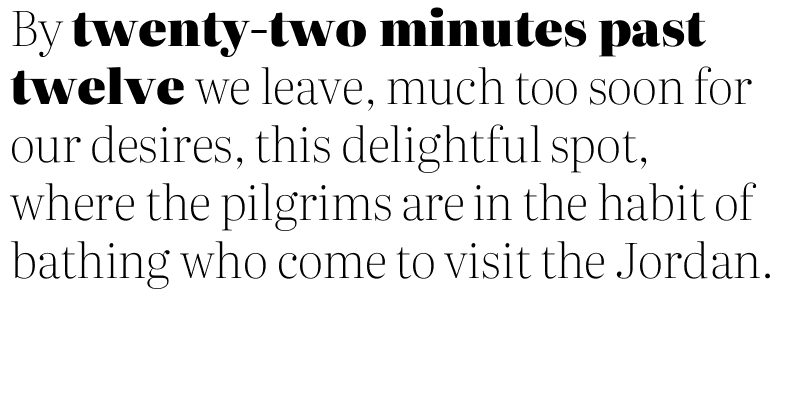 By twenty-two minutes past
twelve we leave, much too soon for
our desires, this delightful spot,
where the pilgrims are in the habit of
bathing who come to visit the Jordan.